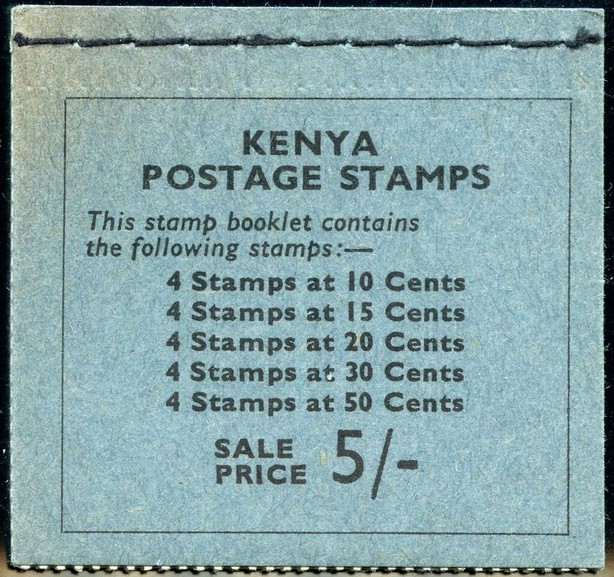 KENYA
POSTAGE STAMPS
This stamp booklet contains
the following stamps:—
4 Stamps at 10 Cents
4 Stamps at 15 Cents
4 Stamps at 20 Cents
4 Stamps at 30 Cents
4 Stamps at 50 Cents
SALE
PRICE 5/-